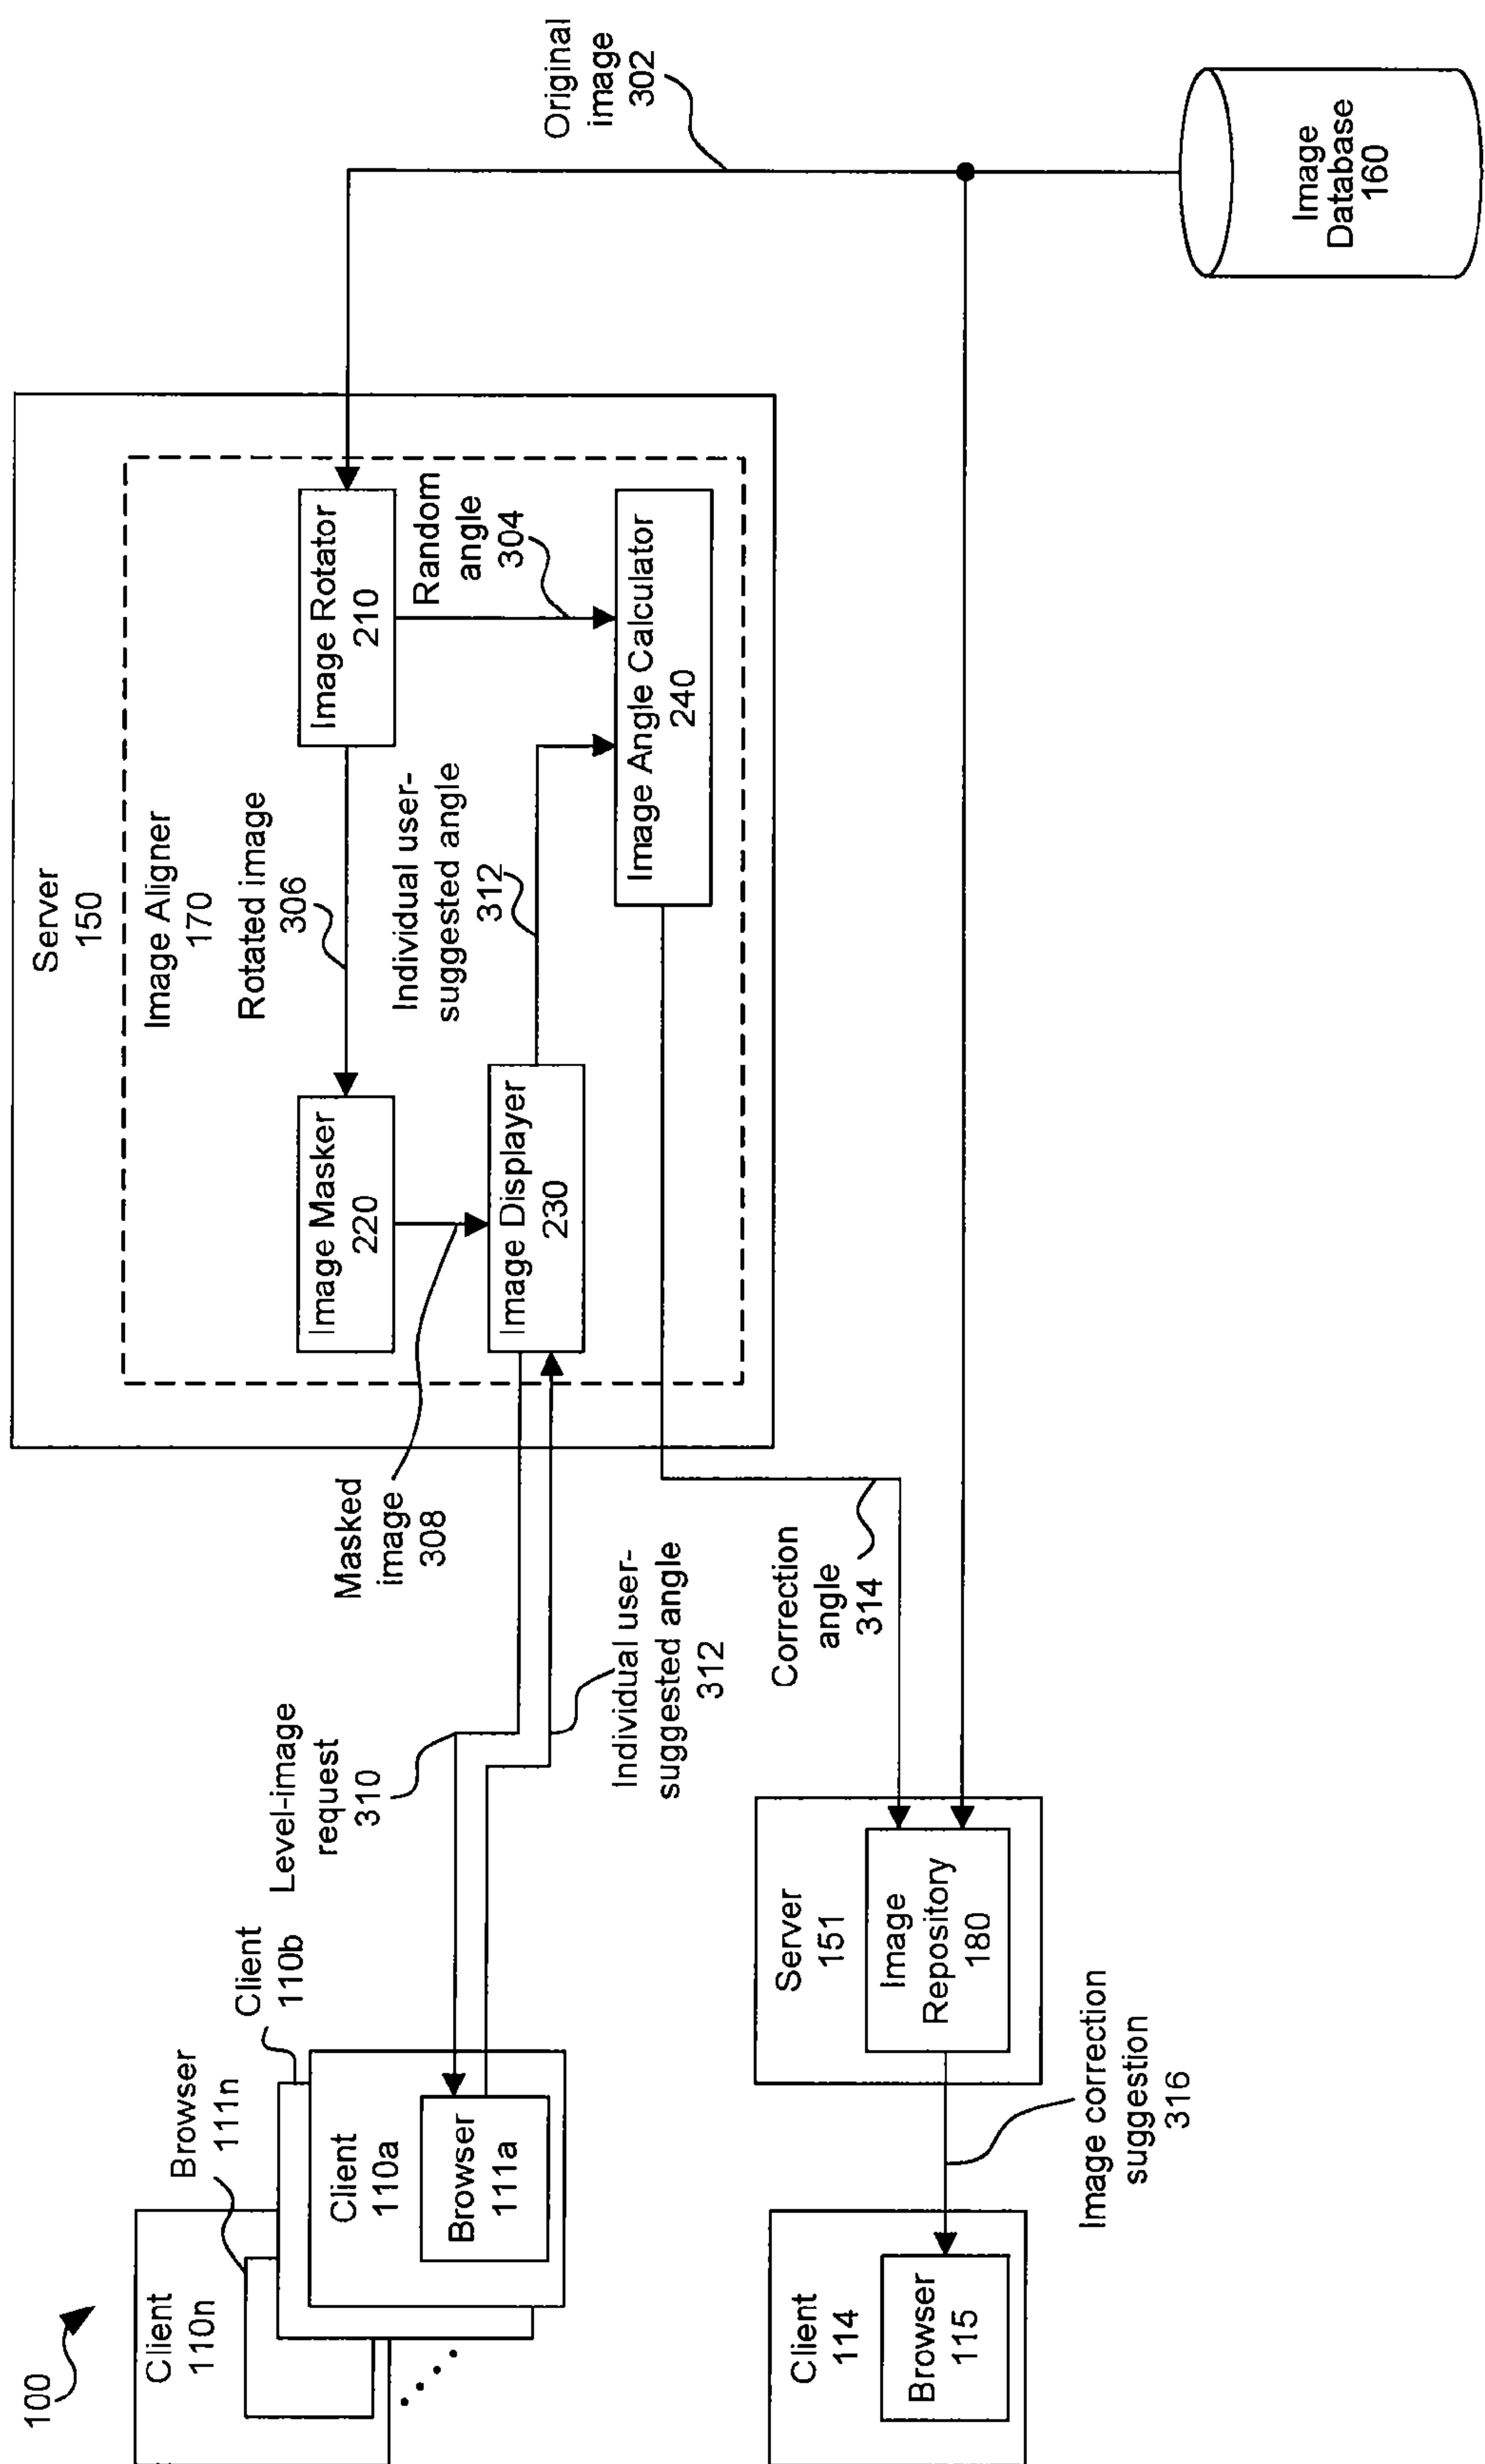 100
Client
110n
Browser
111n
Client
110b
Client
110a
Browser
111a
Level-image
request
310
Individual user-
suggested angle
312
Masked
image
308
Server
150
Image Aligner
170
Image Masker
220
Rotated image
306
Image Rotator
210
Image Displayer
230
Individual user-
suggested angle
312
Random
angle
304
Image Angle Calculator
240
Original
image
302
Client
114
Browser
115
Image correction
suggestion
316
Server
151
Image
Repository
180
Correction
angle
314
Image
Database
160